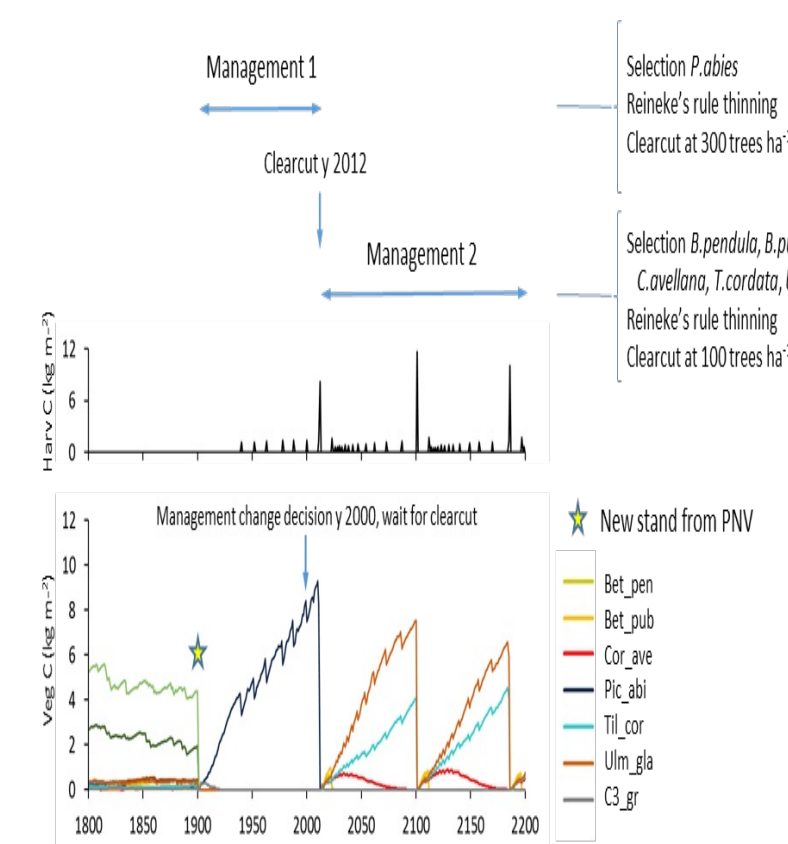 Management 1
Selection P.abies
Reineke's rule thinning
Clearcut at 300 trees ha
Clearcut y 2012
Management 2
Selection B.pendula,
C.avellana, T.cordata,
Reineke's rule thinning
Clearcut at 100 trees ha
Harv C (kg m-²)
12
6
0
Management change decision y 2000, wait for clearcut
New stand from PNV
Veg C (kg m-²)
12
10
8
6
4
2
0
1800 1850 1900 1950 2000 2050 2100 2150 2200
Bet_pen
Bet_pub
Cor_ave
Pic_abi
Til_cor
Ulm_gla
C3_gr